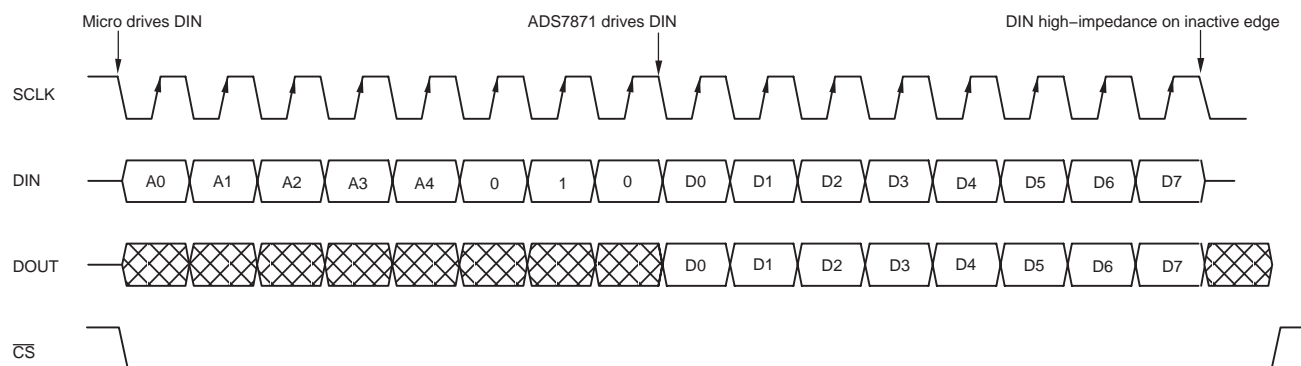 Micro drives DIN ADS7871 drives DIN DIN high−impedance on inactive edge
SCLK
DIN A0 A1 A2 A3 A4 0 1 0 D0 D1 D2 D3 D4 D5 D6 D7
DOUT D0 D1 D2 D3 D4 D5 D6 D7
CS